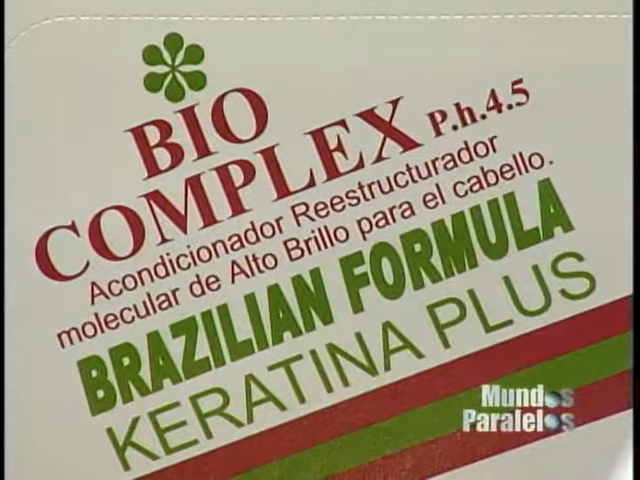 BIO
COMPLEX P.h.4.5
Acondicionador Reestructurador
molecular de Alto Brillo para el cabello.
BRAZILIAN FORMULA
KERATINA PLUS
Mundos
Paralelos